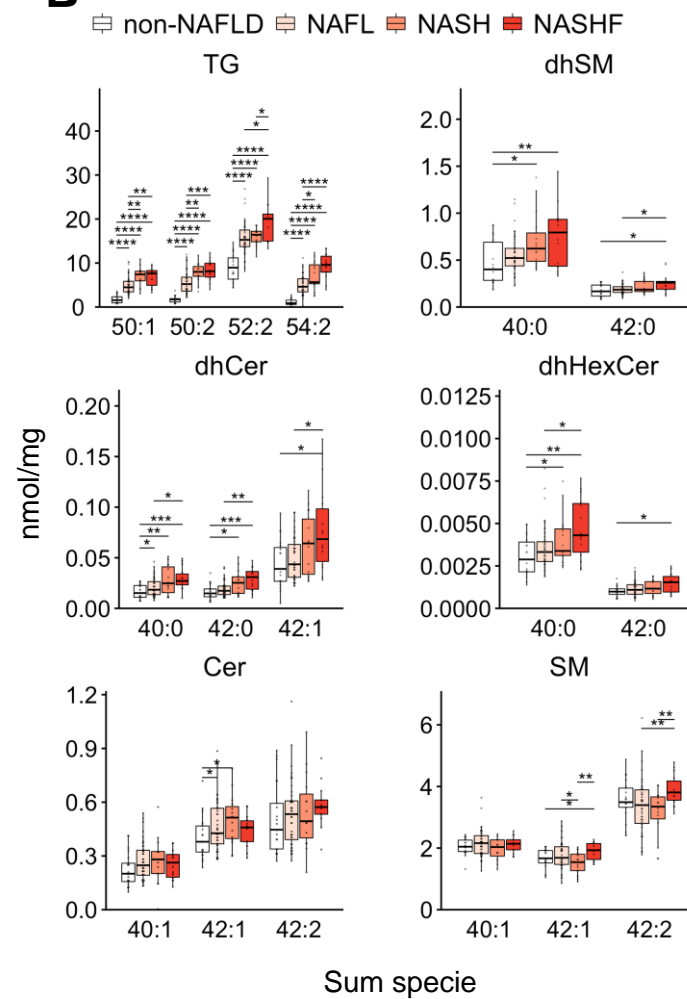 B
non-NAFLD NAFL NASH NASHF
TG
dhSM
40
30
20
10
0
**** **** ** **
**** **** ** ***
**** **** **** * *
**** **** **** * ****
50:1 50:2 52:2 54:2
2.0
1.5
1.0
0.5
0.0
* **
* *
40:0 42:0
dhCer
dhHexCer
nmol/mg
0.20
0.15
0.10
0.05
0.00
* ** *** *
* *** **
* *
40:0 42:0 42:1
0.0125
0.0100
0.0075
0.0050
0.0025
0.0000
* ** *
*
40:0 42:0
Cer
SM
1.2
0.9
0.6
0.3
0.0
* *
40:1 42:1 42:2
6
4
2
0
* * **
** **
40:1 42:1 42:2
Sum specie